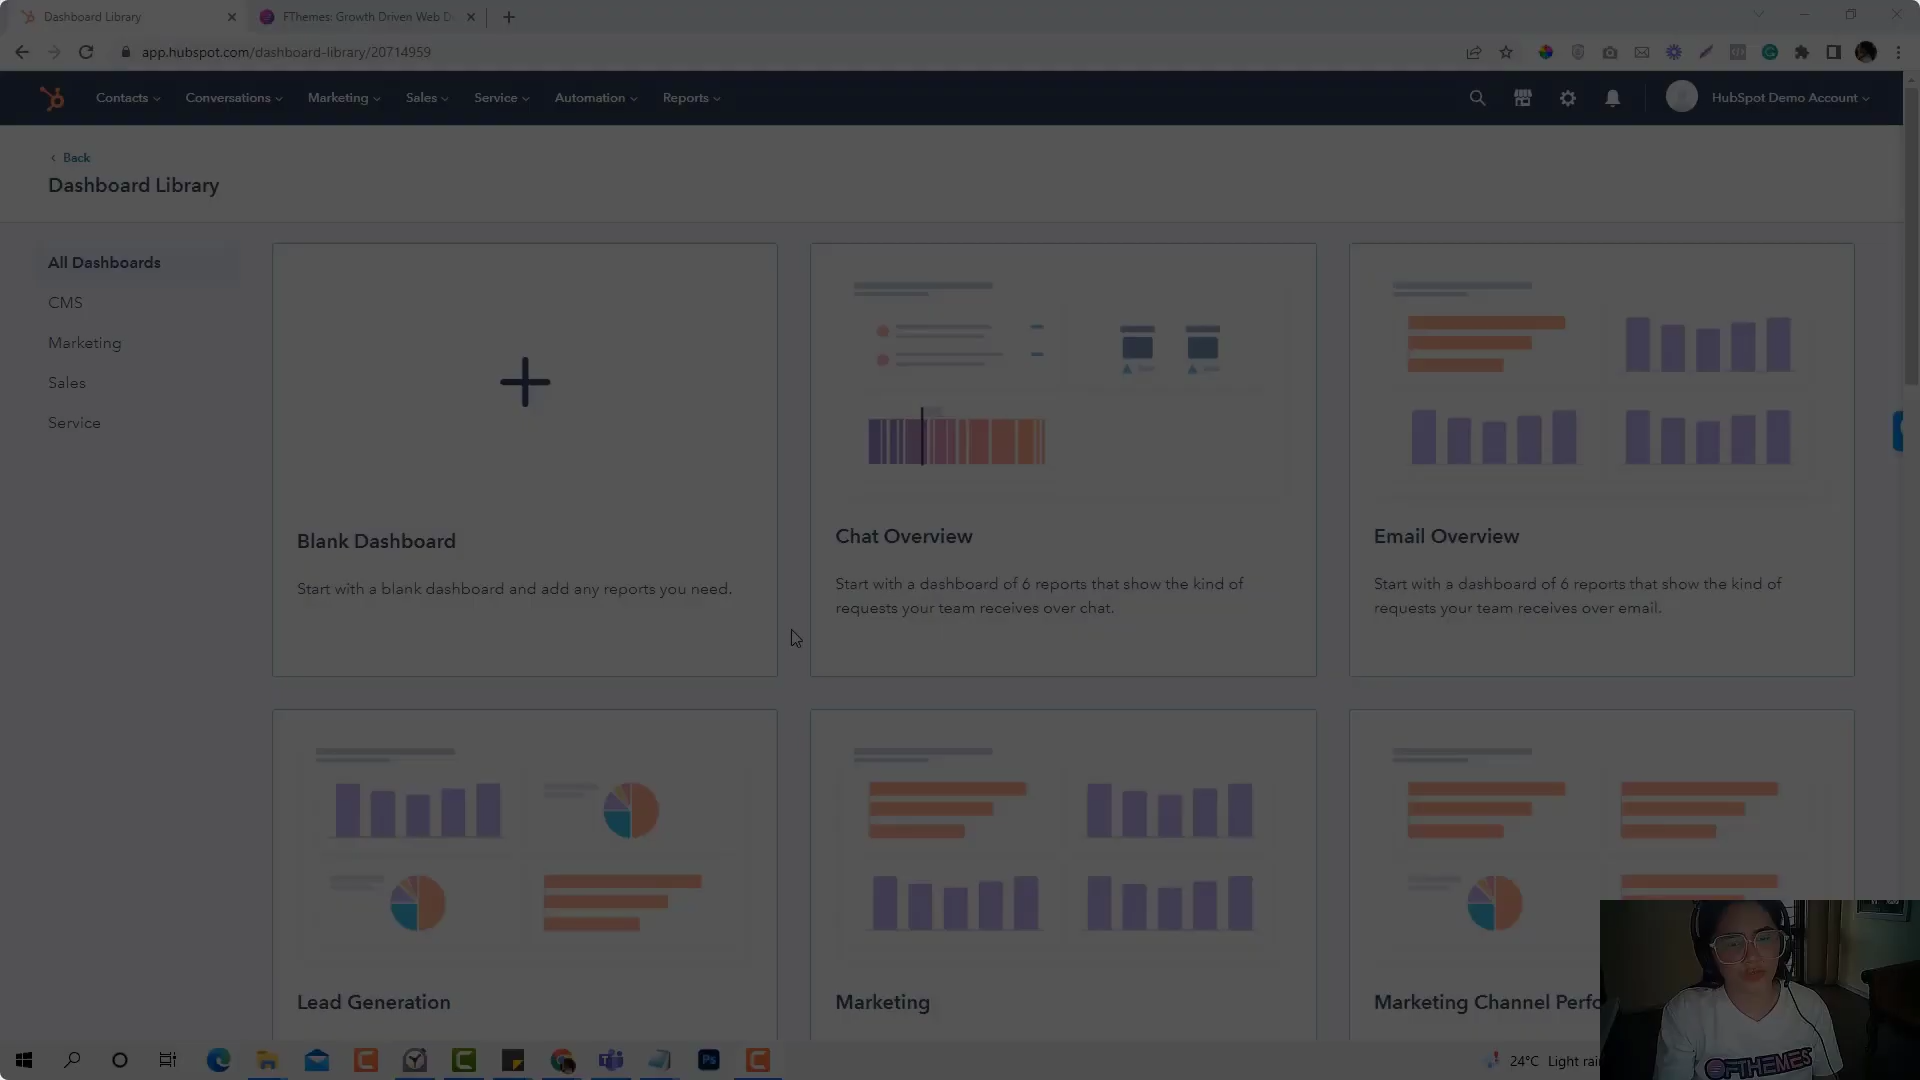 Dashboard Library
FThemes: Growth Driven Web D
app.hubspot.com/dashboard-library/20714959
Contacts
Conversations
Marketing
Sales
Service
Automation
Reports
HubSpot Demo Account
Back
Dashboard Library
All Dashboards
CMS
Marketing
Sales
Service
Blank Dashboard
Start with a blank dashboard and add any reports you need.
Chat Overview
Start with a dashboard of 6 reports that show the kind of
requests your team receives over chat.
Email Overview
Start with a dashboard of 6 reports that show the kind of
requests your team receives over email.
Lead Generation
Marketing
Marketing Channel Perfo
24°C Light rai
Ps
FTHEMES